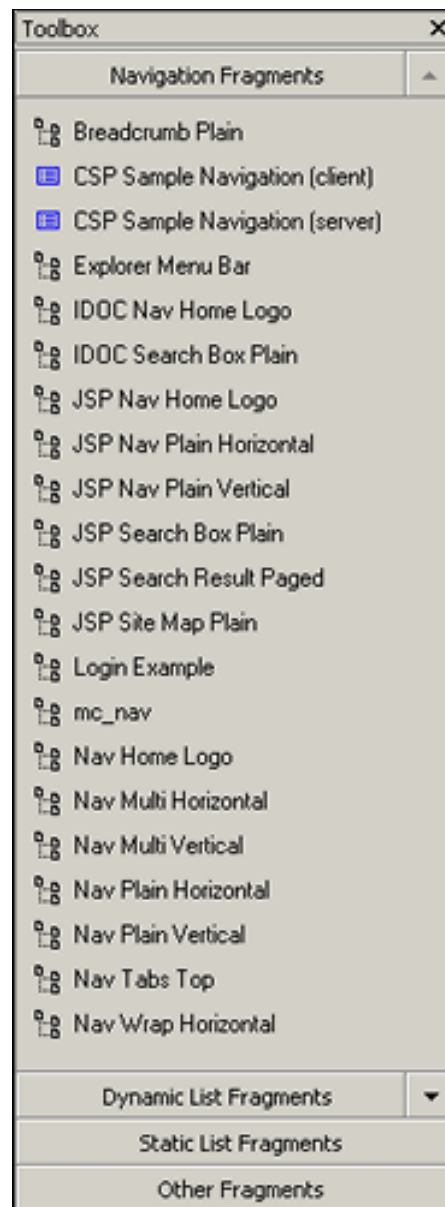 Toolbox
Navigation Fragments
Breadcrumb Plain
CSP Sample Navigation (client)
CSP Sample Navigation (server)
Explorer Menu Bar
IDOC Nav Home Logo
IDOC Search Box Plain
JSP Nav Home Logo
JSP Nav Plain Horizontal
JSP Nav Plain Vertical
JSP Search Box Plain
JSP Search Result Paged
JSP Site Map Plain
Login Example
mc_nav
Nav Home Logo
Nav Multi Horizontal
Nav Multi Vertical
Nav Plain Horizontal
Nav Plain Vertical
Nav Tabs Top
Nav Wrap Horizontal
Dynamic List Fragments
Static List Fragments
Other Fragments